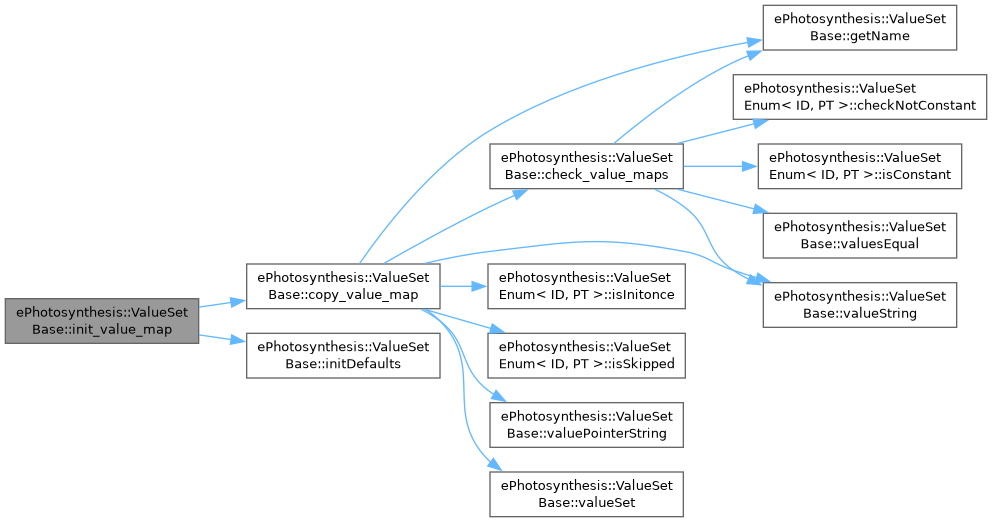 ePhotosynthesis::ValueSet
Base::init_value_map
ePhotosynthesis::ValueSet
Base::copy_value_map
ePhotosynthesis::ValueSet
Base::initDefaults
ePhotosynthesis::ValueSet
Base::check_value_maps
ePhotosynthesis::ValueSet
Enum< ID, PT >::isInitonce
ePhotosynthesis::ValueSet
Enum< ID, PT >::isSkipped
ePhotosynthesis::ValueSet
Base::valuePointerString
ePhotosynthesis::ValueSet
Base::valueSet
ePhotosynthesis::ValueSet
Base::getName
ePhotosynthesis::ValueSet
Enum< ID, PT >::checkNotConstant
ePhotosynthesis::ValueSet
Enum< ID, PT >::isConstant
ePhotosynthesis::ValueSet
Base::valuesEqual
ePhotosynthesis::ValueSet
Base::valueString